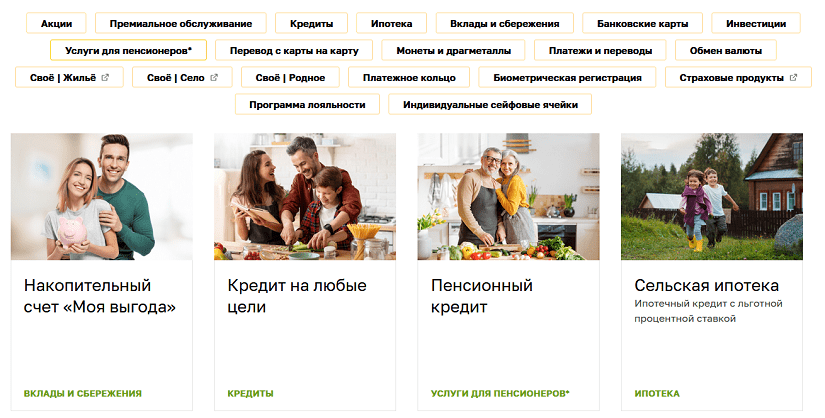 Акции Премиальное обслуживание Кредиты Ипотека Вклады и сбережения Банковские карты Инвестиции
Услуги для пенсионеров* Перевод с карты на карту Монеты и драгметаллы Платежи и переводы Обмен валюты
Своё | Жильё Своё | Село Своё | Родное Платежное кольцо Биометрическая регистрация Страховые продукты
Программа лояльности Индивидуальные сейфовые ячейки
Накопительный
счет «Моя выгода»
ВКЛАДЫ И СБЕРЕЖЕНИЯ
Кредит на любые
цели
КРЕДИТЫ
Пенсионный
кредит
УСЛУГИ ДЛЯ ПЕНСИОНЕРОВ*
Сельская ипотека
Ипотечный кредит с льготной
процентной ставкой
ИПОТЕКА